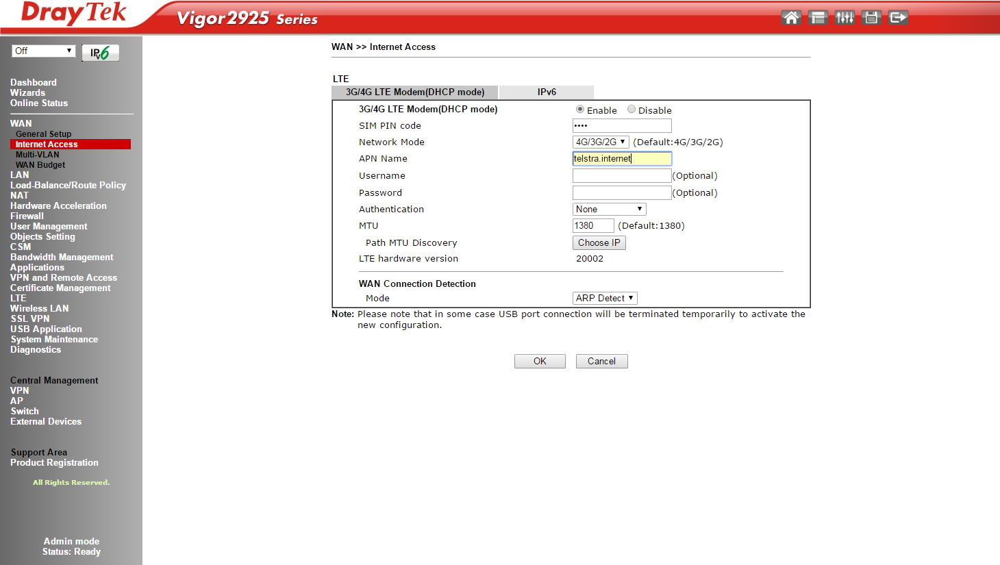 DrayTek
Vigor2925 Series
Off
IPv6
Dashboard
Wizards
Online Status
WAN
General Setup
Internet Access
Multi-VLAN
WAN Budget
LAN
Load-Balance/Route Policy
NAT
Hardware Acceleration
Firewall
User Management
Objects Setting
CSM
Bandwidth Management
Applications
VPN and Remote Access
Certificate Management
LTE
Wireless LAN
SSL VPN
USB Application
System Maintenance
Diagnostics
Central Management
VPN
AP
Switch
External Devices
Support Area
Product Registration
All Rights Reserved.
Admin mode
Status: Ready
WAN >> Internet Access
LTE
3G/4G LTE Modem(DHCP mode) IPv6
3G/4G LTE Modem(DHCP mode) Enable Disable
SIM PIN code ••••
Network Mode 4G/3G/2G (Default:4G/3G/2G)
APN Name telstra.internet
Username (Optional)
Password (Optional)
Authentication None
MTU 1380 (Default:1380)
Path MTU Discovery Choose IP
LTE hardware version 20002
WAN Connection Detection
Mode ARP Detect
Note: Please note that in some case USB port connection will be terminated temporarily to activate the
new configuration.
OK Cancel